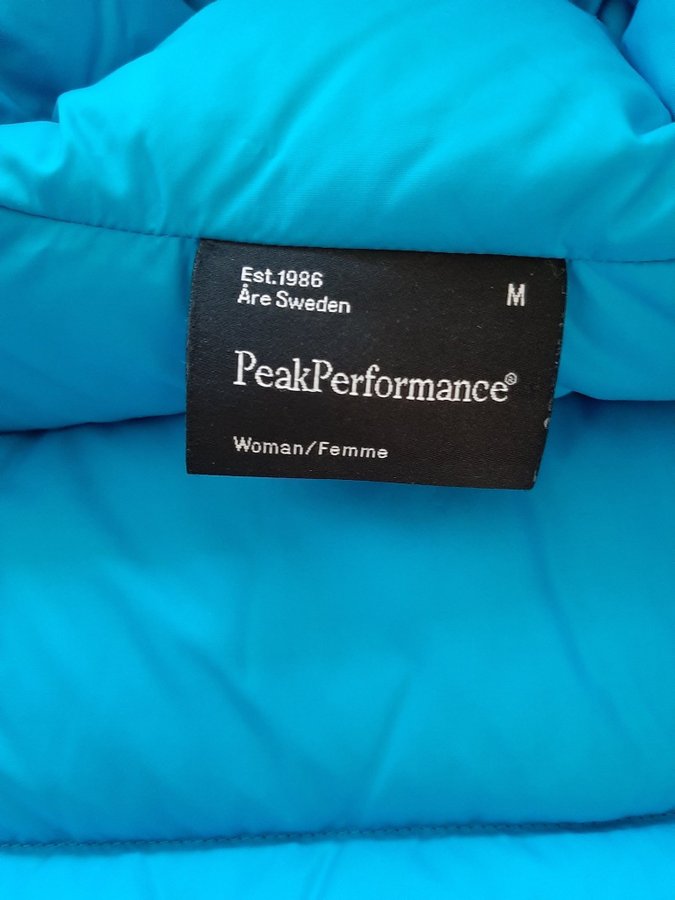 Est.1986
Åre Sweden
M
PeakPerformance®
Woman/Femme